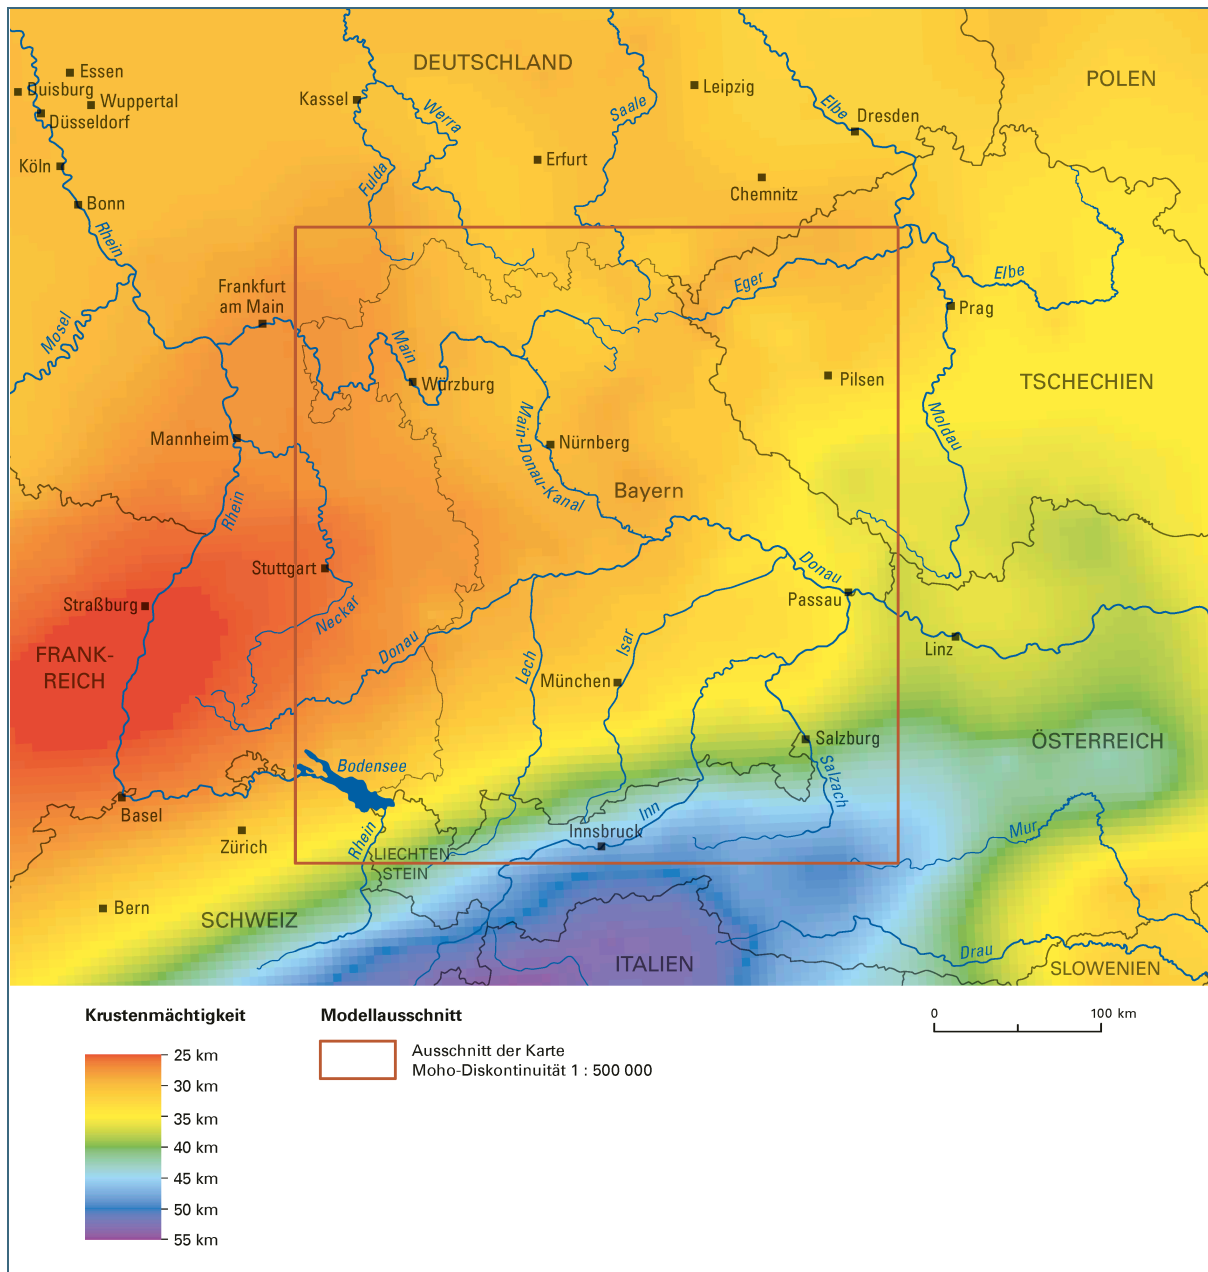 DEUTSCHLAND
POLEN
Essen
Duisburg
Wuppertal
Düsseldorf
Kassel
Werra
Saale
Leipzig
Elbe
Dresden
Köln
Erfurt
Fulda
Chemnitz
Bonn
Rhein
Frankfurt
am Main
Eger
Elbe
Prag
Mosel
Main
Würzburg
Pilsen
TSCHECHIEN
Mannheim
Main-Donau-Kanal
Nürnberg
Moldau
Bayern
Rhein
Stuttgart
Donau
Straßburg
Passau
Neckar
Donau
Isar
Linz
FRANK-
REICH
Lech
München
Salzburg
ÖSTERREICH
Bodensee
Salzach
Basel
Zürich
Rhein
LIECHTEN
STEIN
Innsbruck
Inn
Mur
Bern
SCHWEIZ
ITALIEN
Drau
SLOWENIEN
Krustenmächtigkeit
25 km
30 km
35 km
40 km
45 km
50 km
55 km
Modellausschnitt
Ausschnitt der Karte
Moho-Diskontinuität 1 : 500 000
0 100 km